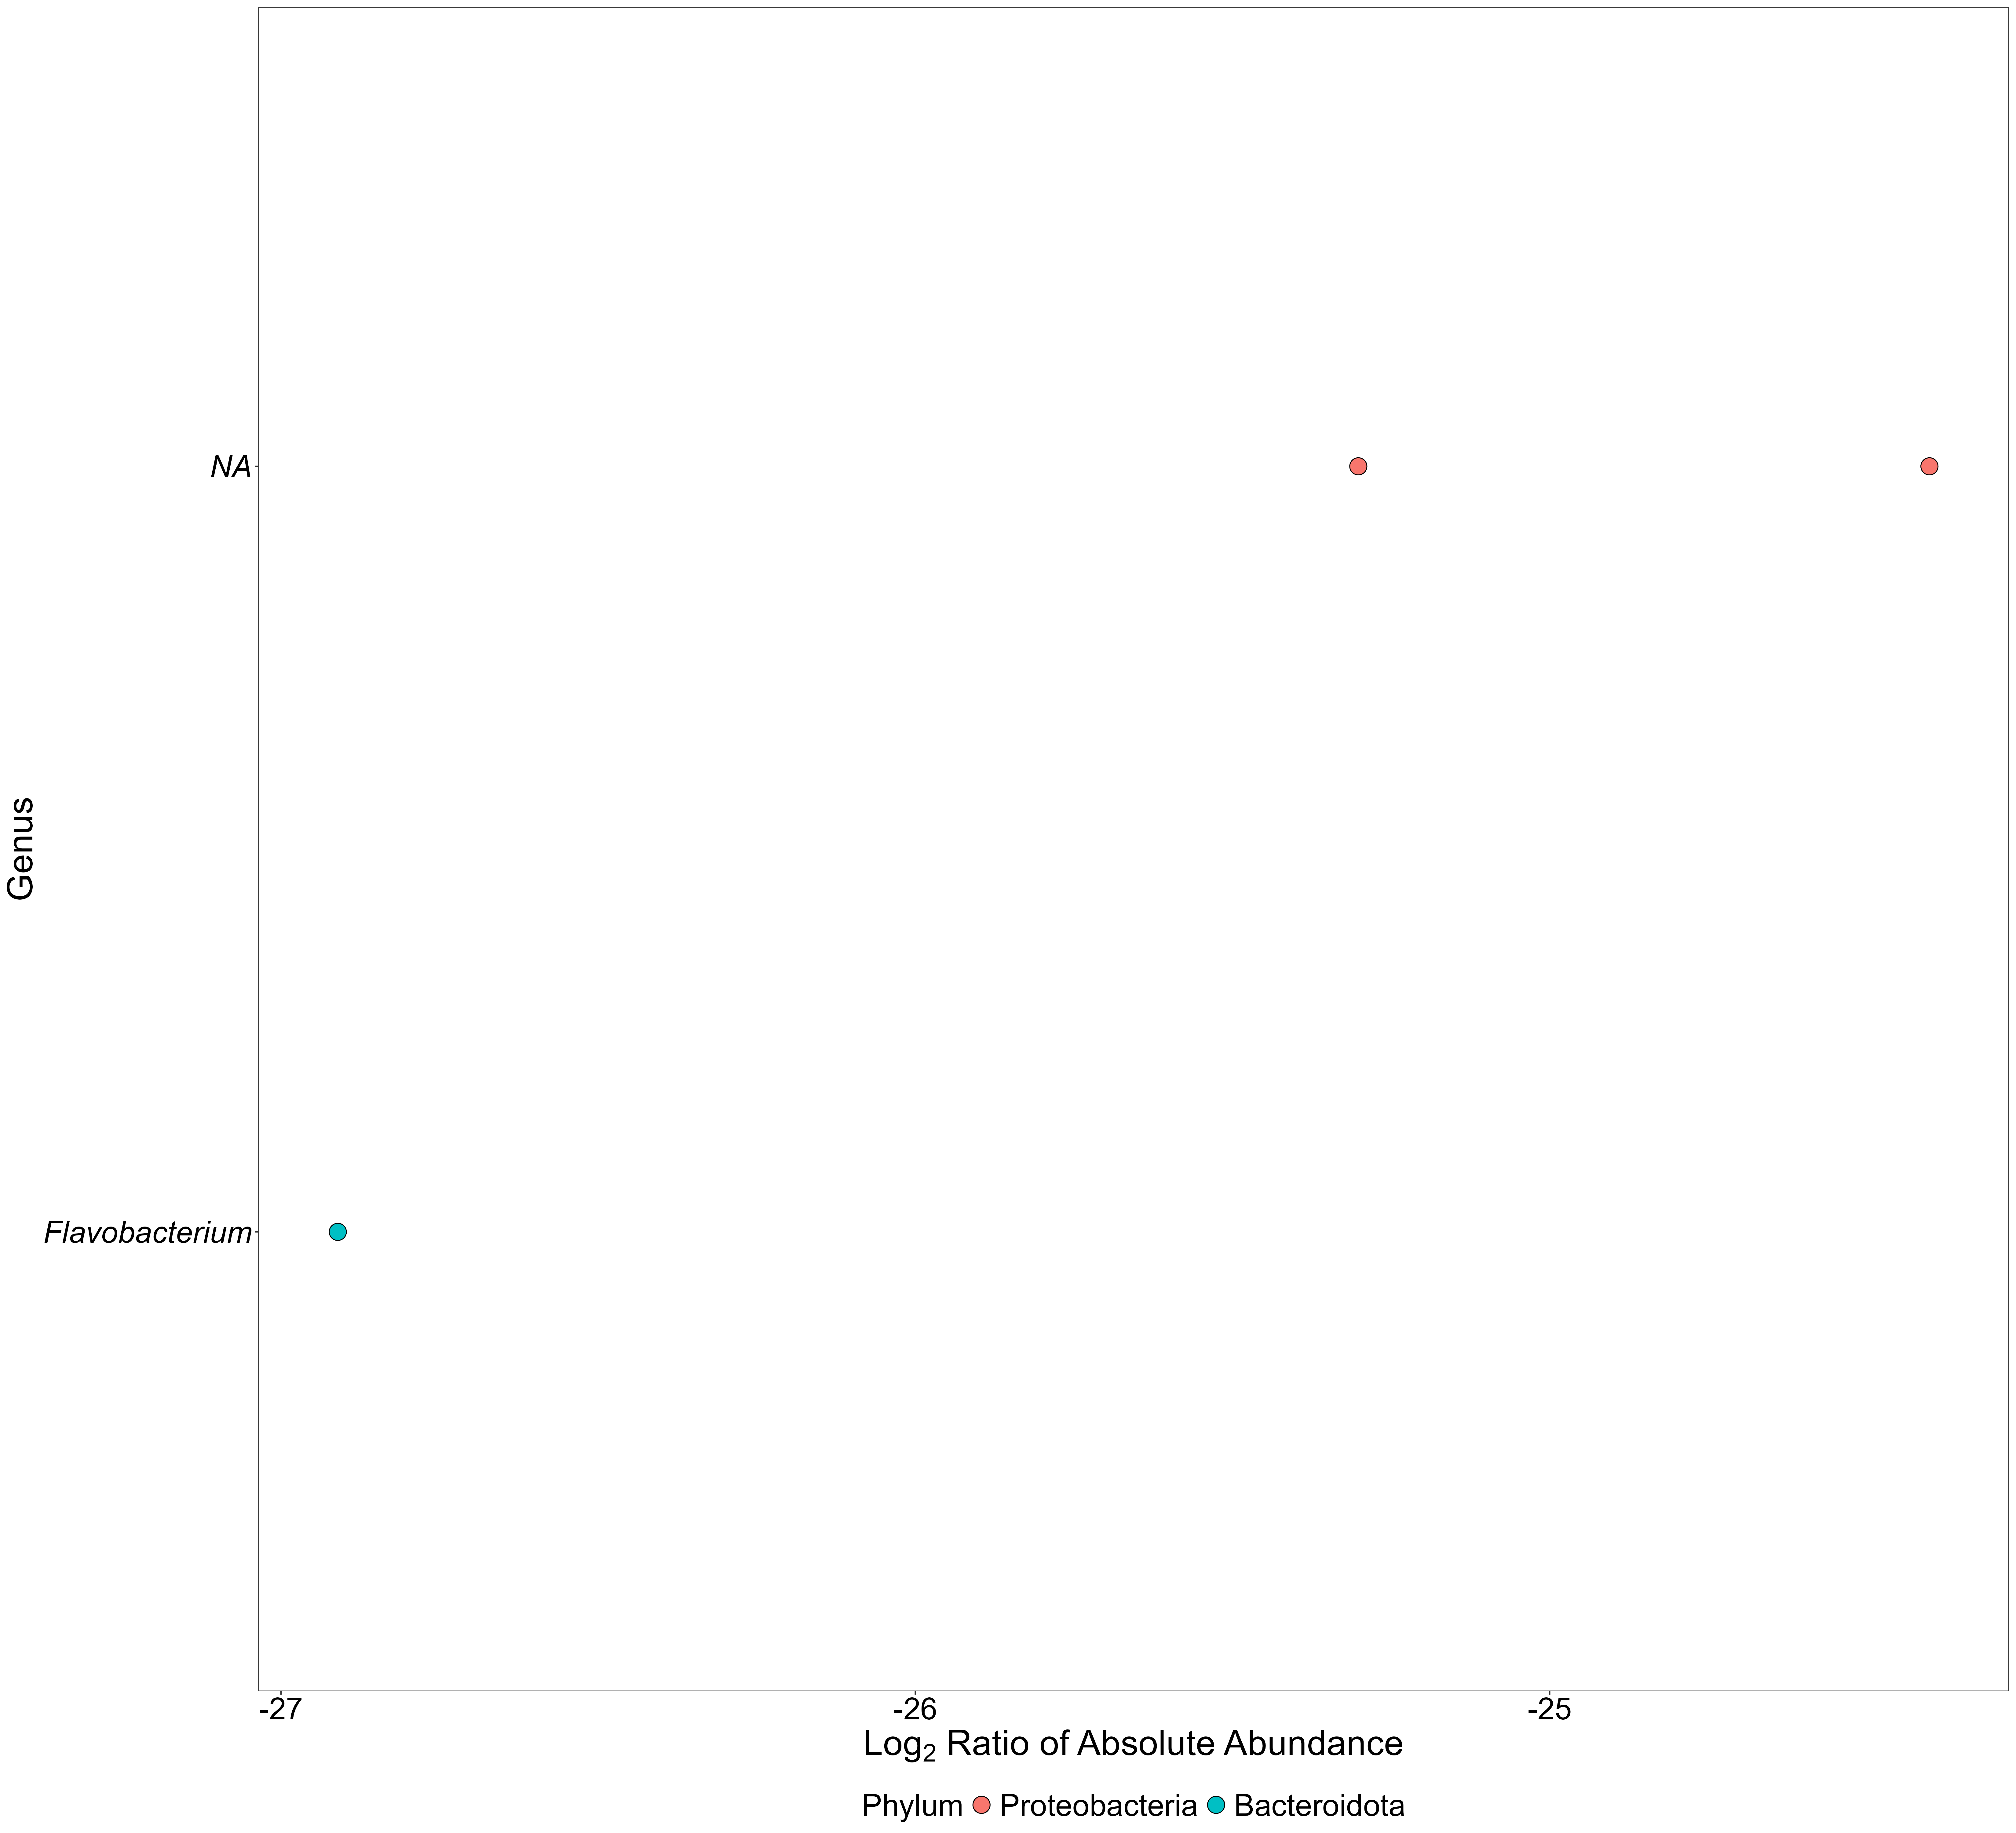 Genus
NA
Flavobacterium
-27 -26 -25
Log₂ Ratio of Absolute Abundance
Phylum Proteobacteria Bacteroidota